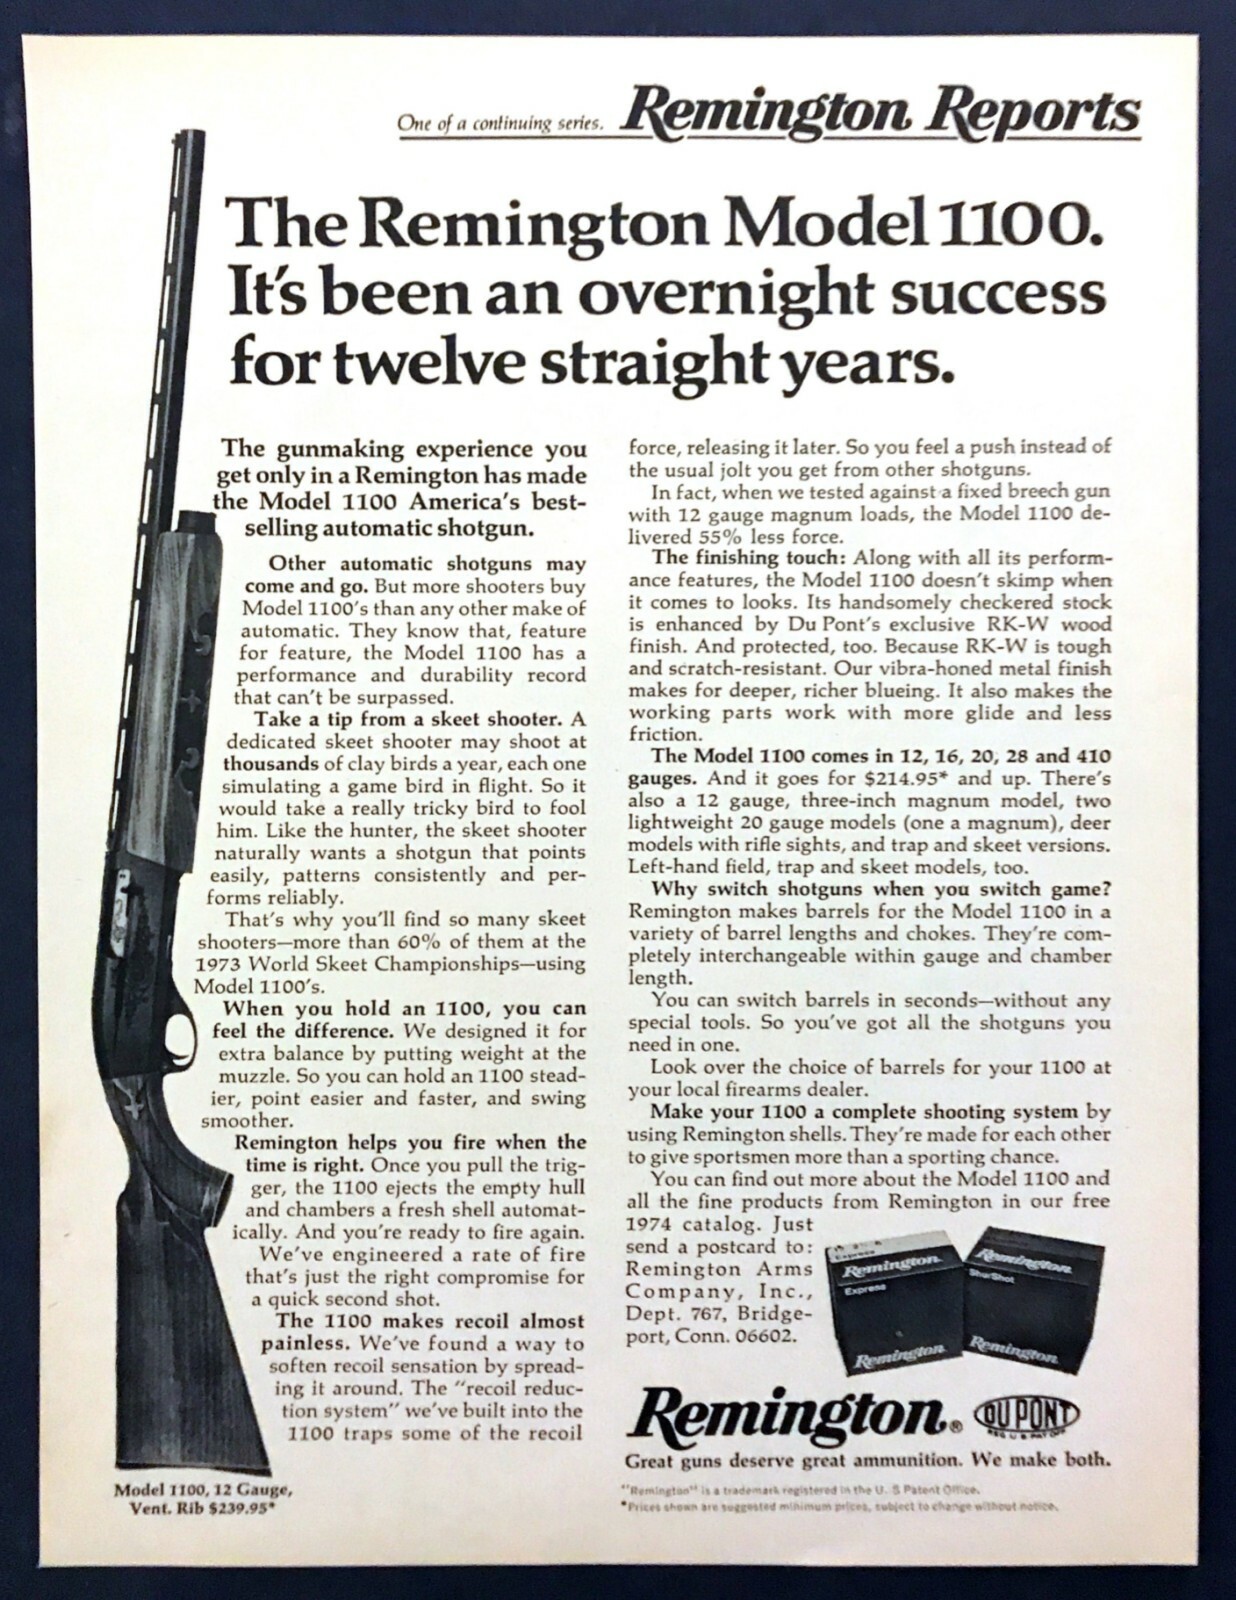 One of a continuing series. Remington Reports
The Remington Model 1100.
It's been an overnight success
for twelve straight years.
The gunmaking experience you
get only in a Remington has made
the Model 1100 America's best-
selling automatic shotgun.
Other automatic shotguns may
come and go. But more shooters buy
Model 1100's than any other make of
automatic. They know that, feature
for feature, the Model 1100 has a
performance and durability record
that can't be surpassed.
Take a tip from a skeet shooter. A
dedicated skeet shooter may shoot at
thousands of clay birds a year, each one
simulating a game bird in flight. So it
would take a really tricky bird to fool
him. Like the hunter, the skeet shooter
naturally wants a shotgun that points
easily, patterns consistently and per-
forms reliably.
That's why you'll find so many skeet
shooters—more than 60% of them at the
1973 World Skeet Championships—using
Model 1100's.
When you hold an 1100, you can
feel the difference. We designed it for
extra balance by putting weight at the
muzzle. So you can hold an 1100 stead-
ier, point easier and faster, and swing
smoother.
Remington helps you fire when the
time is right. Once you pull the trig-
ger, the 1100 ejects the empty hull
and chambers a fresh shell automat-
ically. And you're ready to fire again.
We've engineered a rate of fire
that's just the right compromise for
a quick second shot.
The 1100 makes recoil almost
painless. We've found a way to
soften recoil sensation by spread-
ing it around. The "recoil reduc-
tion system" we've built into the
1100 traps some of the recoil
force, releasing it later. So you feel a push instead of
the usual jolt you get from other shotguns.
In fact, when we tested against a fixed breech gun
with 12 gauge magnum loads, the Model 1100 de-
livered 55% less force.
The finishing touch: Along with all its perform-
ance features, the Model 1100 doesn't skimp when
it comes to looks. Its handsomely checkered stock
is enhanced by Du Pont's exclusive RK-W wood
finish. And protected, too. Because RK-W is tough
and scratch-resistant. Our vibra-honed metal finish
makes for deeper, richer blueing. It also makes the
working parts work with more glide and less
friction.
The Model 1100 comes in 12, 16, 20, 28 and 410
gauges. And it goes for $214.95* and up. There's
also a 12 gauge, three-inch magnum model, two
lightweight 20 gauge models (one a magnum), deer
models with rifle sights, and trap and skeet versions.
Left-hand field, trap and skeet models, too.
Why switch shotguns when you switch game?
Remington makes barrels for the Model 1100 in a
variety of barrel lengths and chokes. They're com-
pletely interchangeable within gauge and chamber
length.
You can switch barrels in seconds—without any
special tools. So you've got all the shotguns you
need in one.
Look over the choice of barrels for your 1100 at
your local firearms dealer.
Make your 1100 a complete shooting system by
using Remington shells. They're made for each other
to give sportsmen more than a sporting chance.
You can find out more about the Model 1100 and
all the fine products from Remington in our free
1974 catalog. Just
send a postcard to:
Remington Arms
Company, Inc.,
Dept. 767, Bridge-
port, Conn. 06602.
Express
Remington
Express
Remington
Remington
ShurShot
Remington
Remington® DU PONT
REG. U.S. PAT. OFF.
Great guns deserve great ammunition. We make both.
"Remington" is a trademark registered in the U. S Patent Office.
*Prices shown are suggested minimum prices, subject to change without notice.
Model 1100, 12 Gauge,
Vent. Rib $239.95*